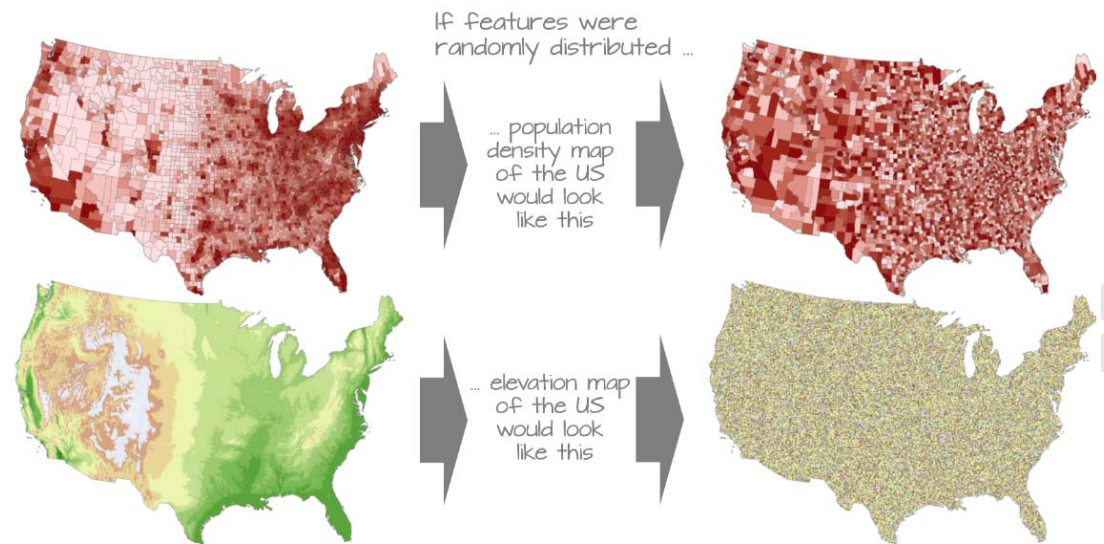 If features were
randomly distributed ...
... population
density map
of the US
would look
like this
... elevation map
of the US
would look
like this